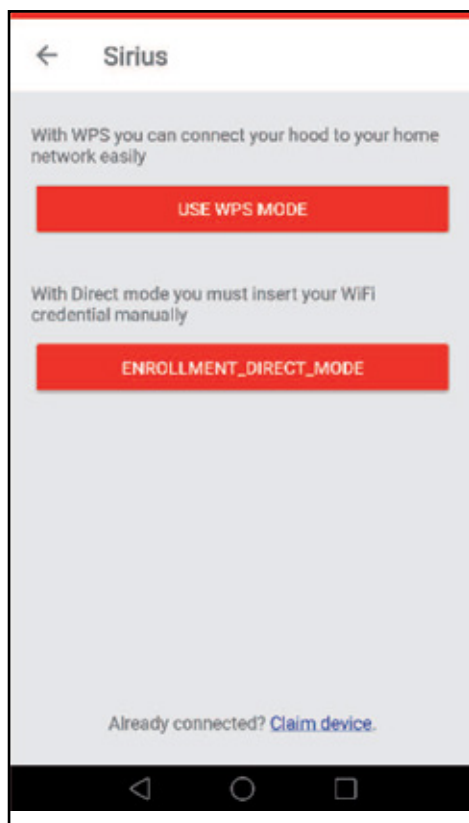 Sirius
With WPS you can connect your hood to your home
network easily
USE WPS MODE
With Direct mode you must insert your WiFi
credential manually
ENROLLMENT_DIRECT_MODE
Already connected? Claim device.